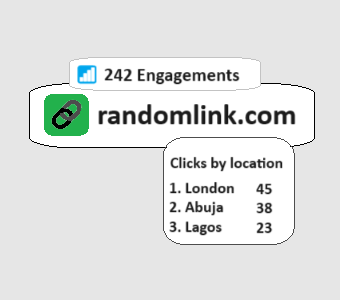 242 Engagements
randomlink.com
Clicks by location
1. London 45
2. Abuja 38
3. Lagos 23